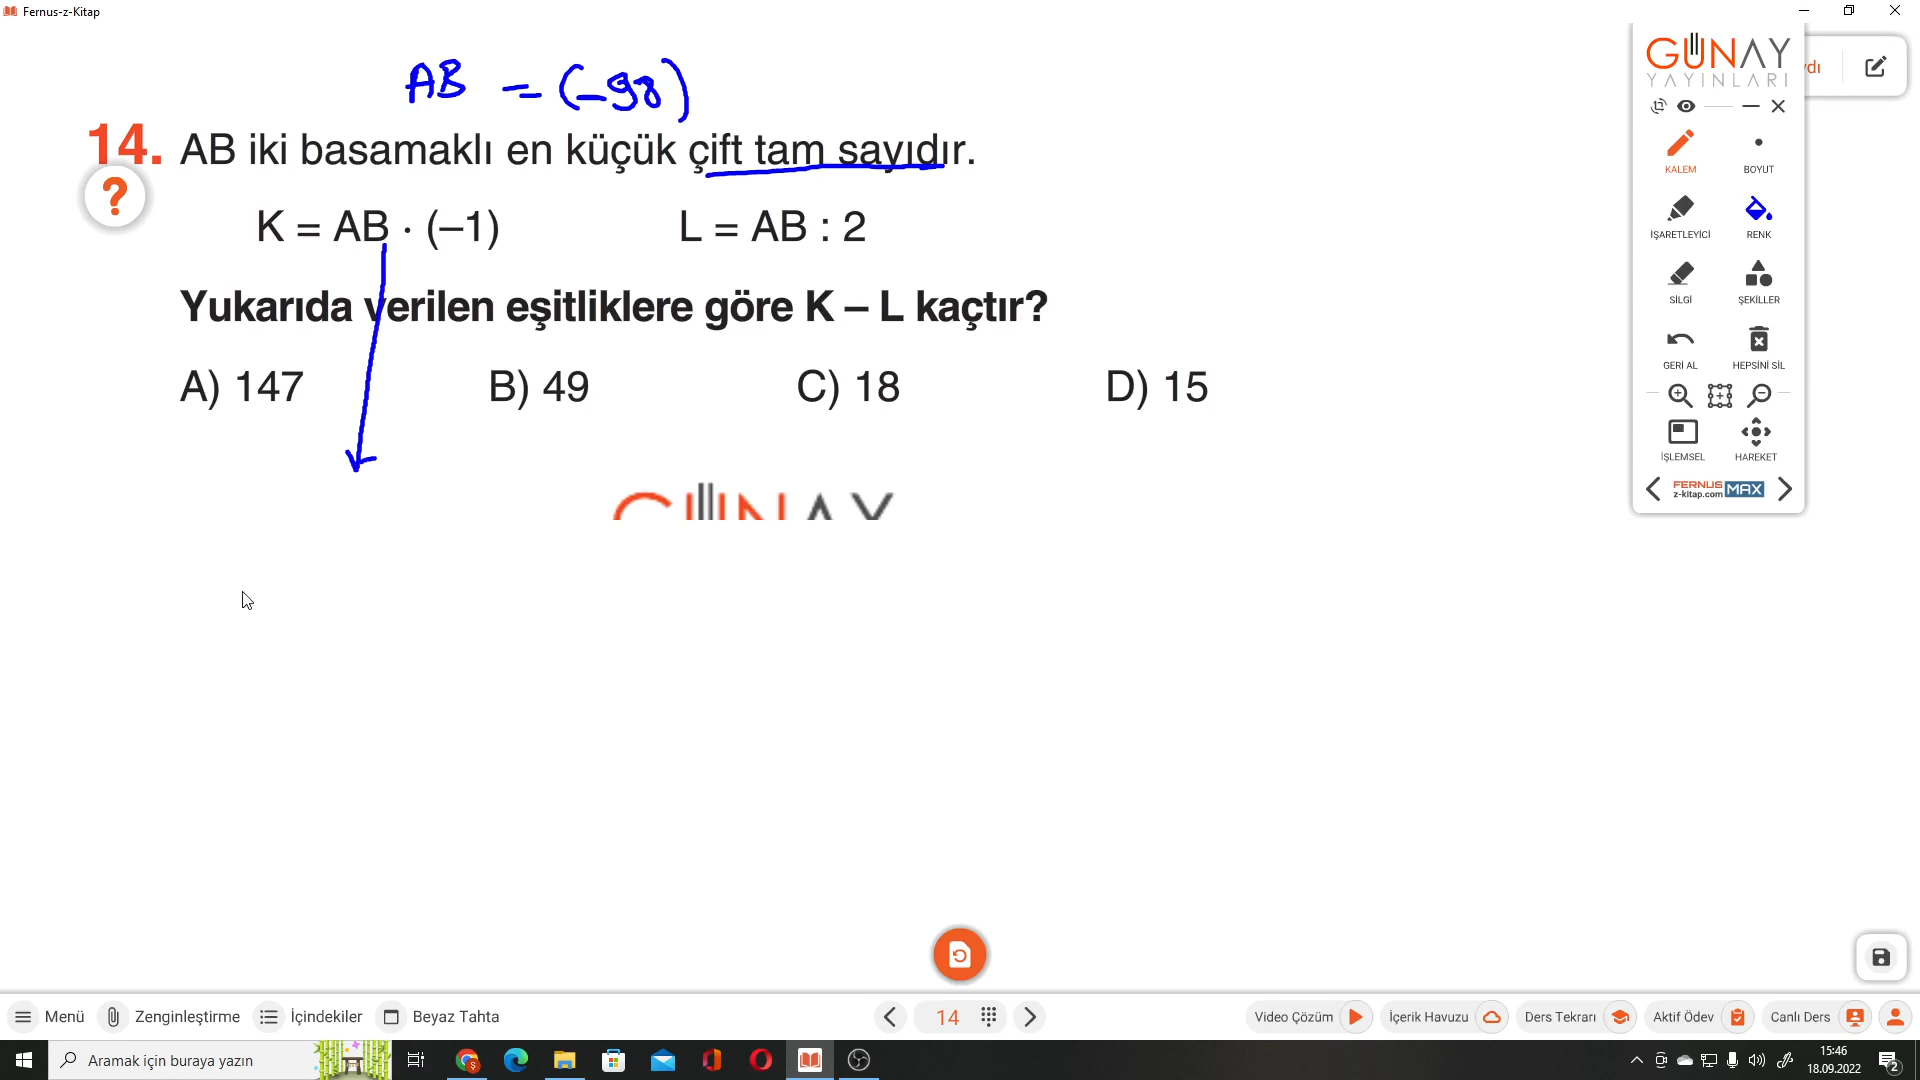 Fernus-z-Kitap
AB = (-98)
14. AB iki basamaklı en küçük çift tam sayıdır.
?
K = AB · (–1) L = AB : 2
Yukarıda verilen eşitliklere göre K – L kaçtır?
A) 147 B) 49 C) 18 D) 15
GÜNAY
GÜNAY
YAYINLARI
KALEM BOYUT
İŞARETLEYİCİ RENK
SİLGİ ŞEKİLLER
GERİ AL HEPSİNİ SİL
İŞLEMSEL HAREKET
FERNUS
z-kitap.com MAX
Menü Zenginleştirme İçindekiler Beyaz Tahta 14 Video Çözüm İçerik Havuzu Ders Tekrarı Aktif Ödev Canlı Ders
Aramak için buraya yazın
15:46
18.09.2022
2